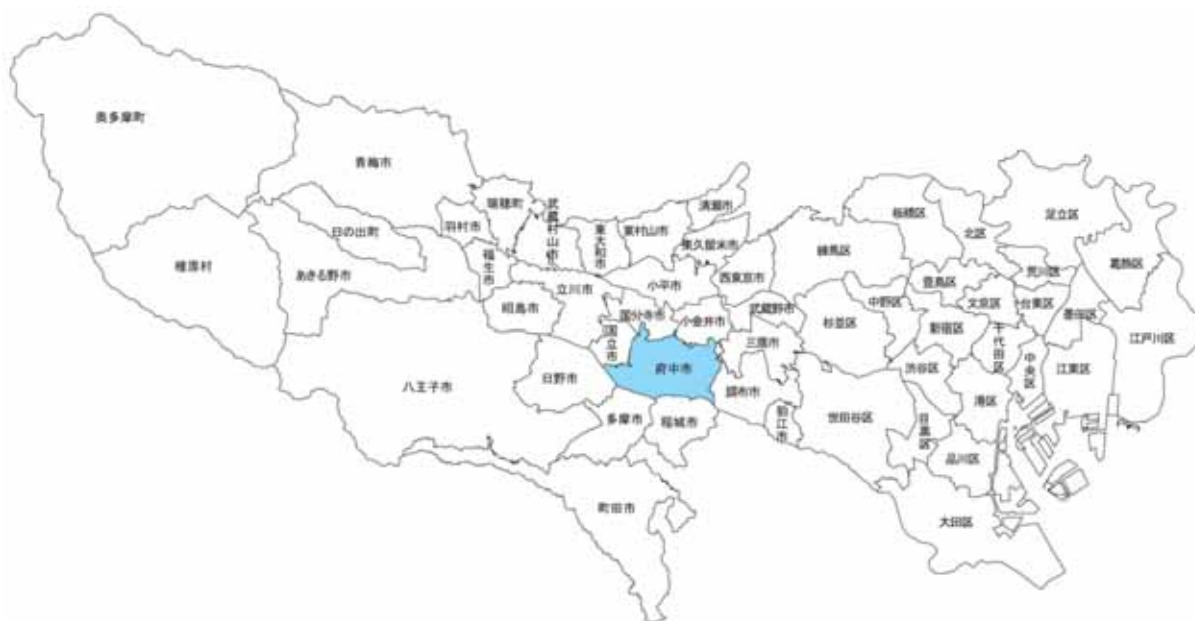 奥多摩町
青梅市
檜原村
日の出町
あきる野市
羽村市
瑞穂町
福生市
武蔵村山市
東大和市
東村山市
清瀬市
東久留米市
昭島市
立川市
小平市
西東京市
国分寺市
国立市
小金井市
武蔵野市
三鷹市
府中市
調布市
狛江市
八王子市
日野市
多摩市
稲城市
町田市
板橋区
北区
足立区
葛飾区
練馬区
豊島区
荒川区
文京区
台東区
墨田区
江戸川区
中野区
杉並区
新宿区
千代田区
中央区
江東区
渋谷区
港区
世田谷区
目黒区
品川区
大田区